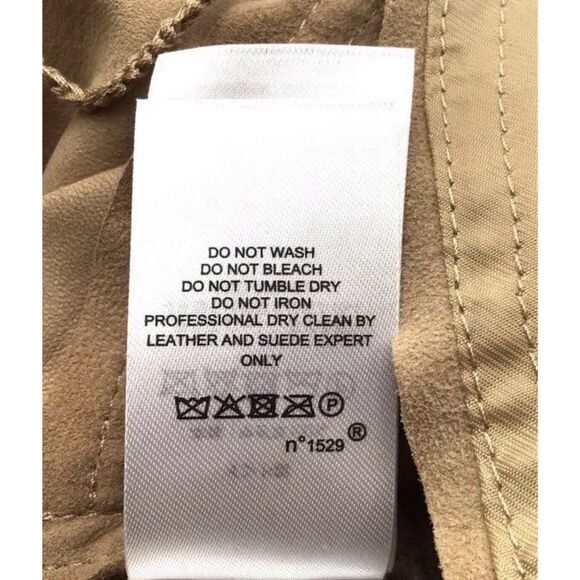 DO NOT WASH
DO NOT BLEACH
DO NOT TUMBLE DRY
DO NOT IRON
PROFESSIONAL DRY CLEAN BY
LEATHER AND SUEDE EXPERT
ONLY
P
n°1529®